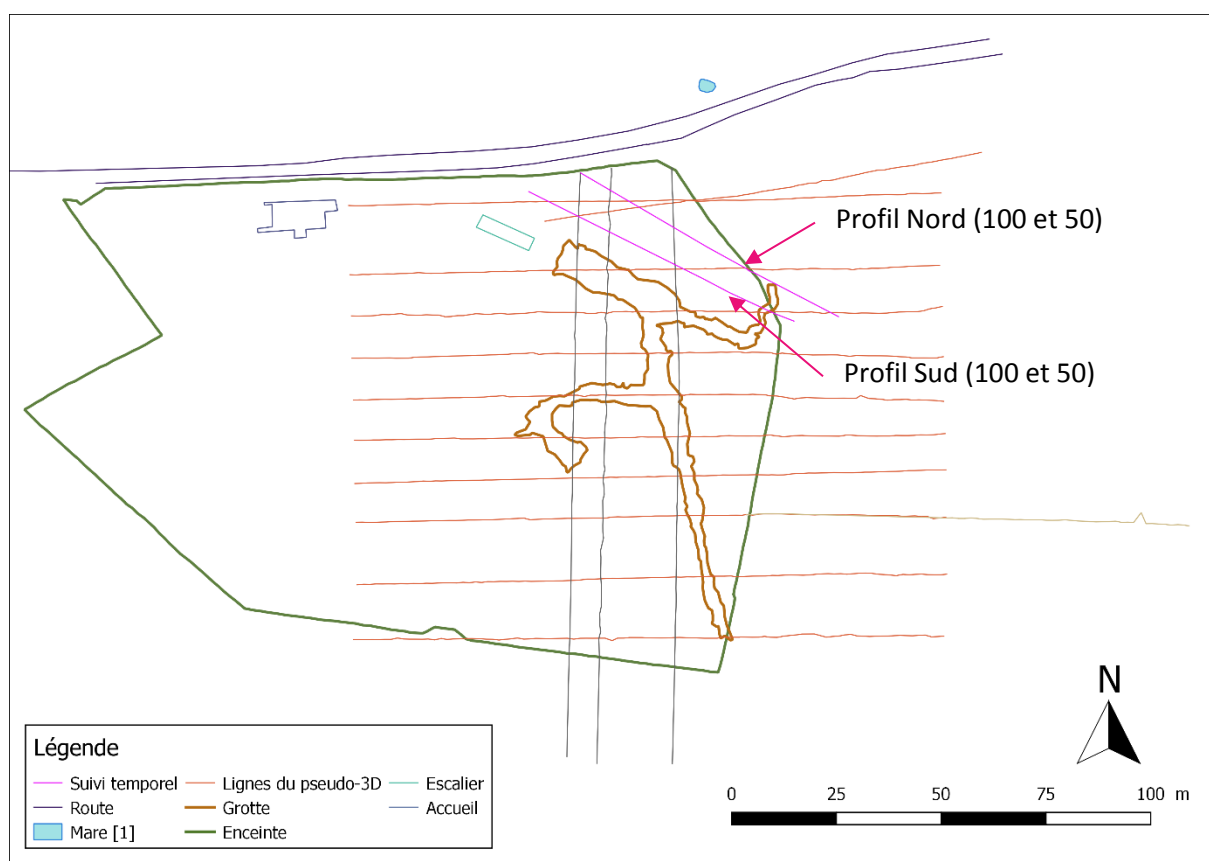 Profil Nord (100 et 50)
Profil Sud (100 et 50)
N
Légende
Suivi temporel Lignes du pseudo-3D Escalier
Route Grotte Accueil
Mare [1] Enceinte
0 25 50 75 100 m